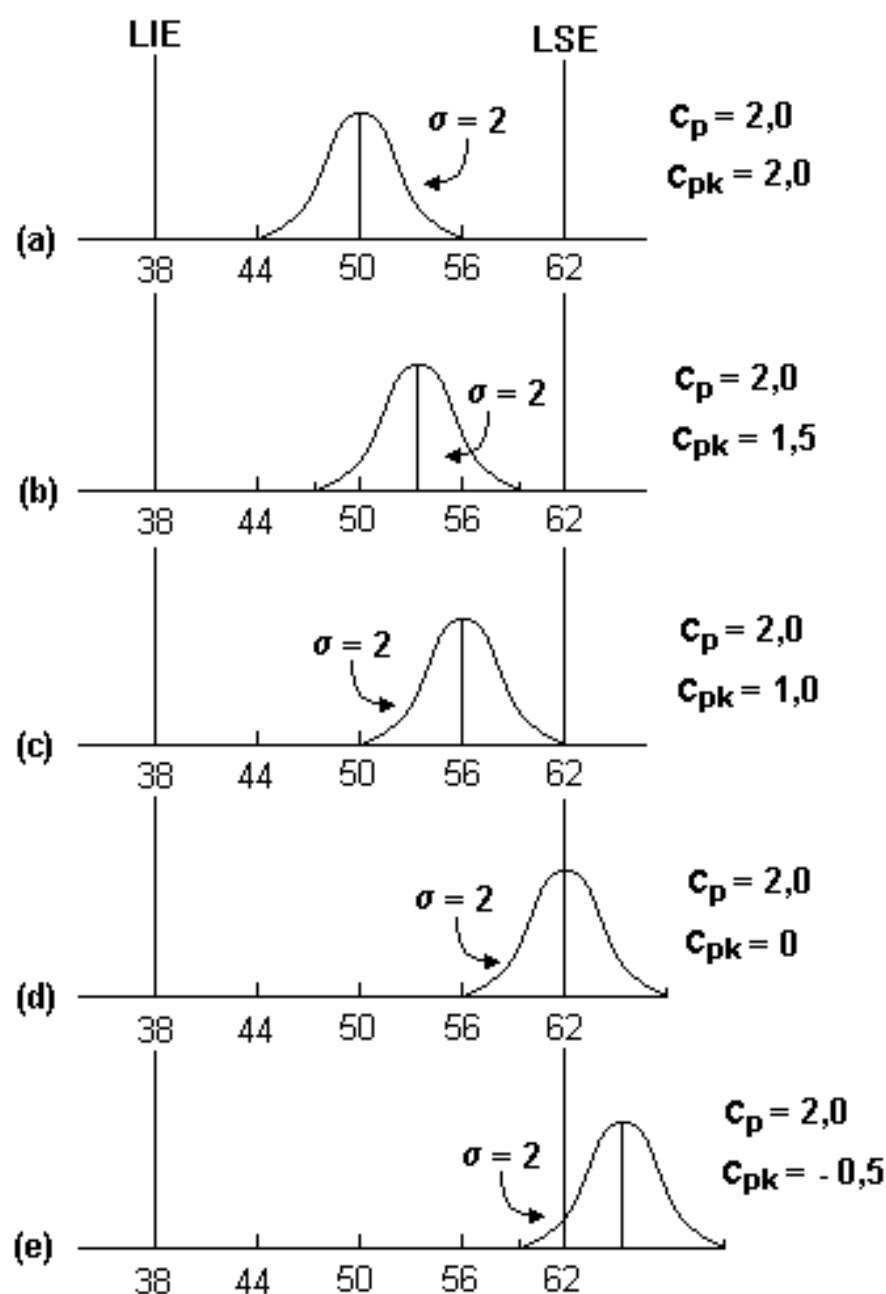 LIE LSE
σ = 2
Cp = 2,0
Cpk = 2,0
(a)
38 44 50 56 62
σ = 2
Cp = 2,0
Cpk = 1,5
(b)
38 44 50 56 62
σ = 2
Cp = 2,0
Cpk = 1,0
(c)
38 44 50 56 62
σ = 2
Cp = 2,0
Cpk = 0
(d)
38 44 50 56 62
σ = 2
Cp = 2,0
Cpk = - 0,5
(e)
38 44 50 56 62